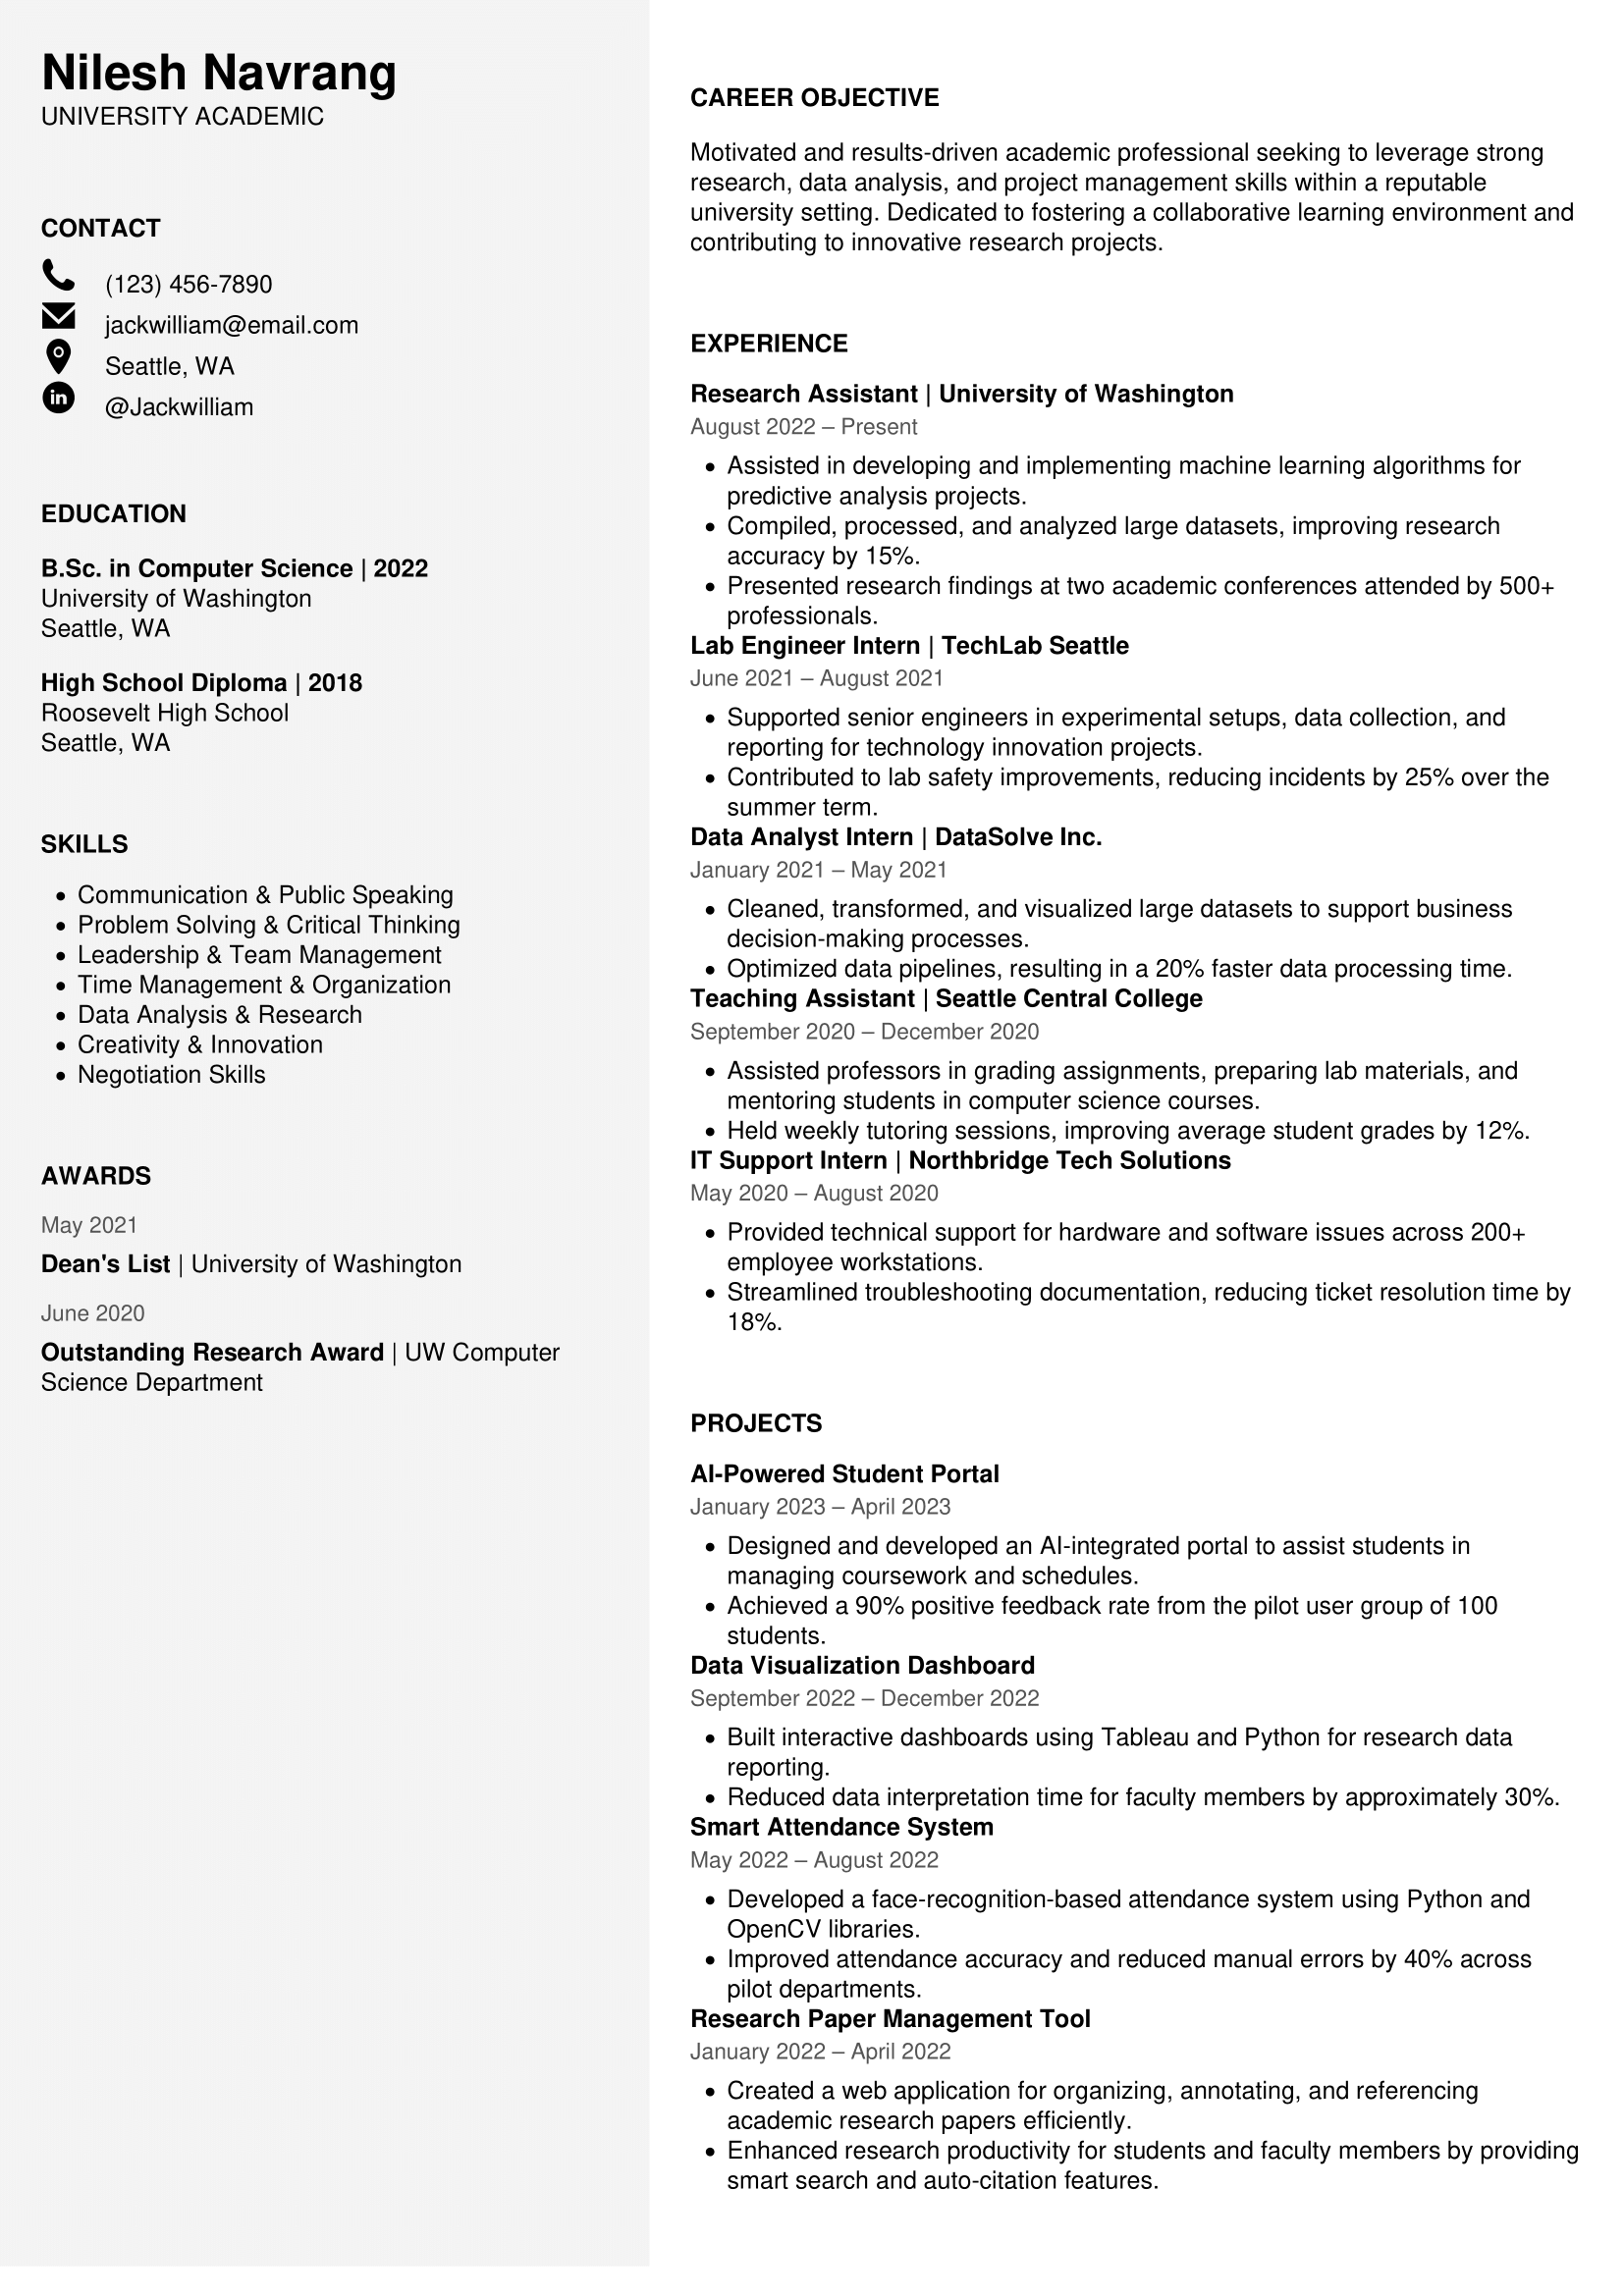 Nilesh Navrang
UNIVERSITY ACADEMIC
CONTACT
(123) 456-7890
jackwilliam@email.com
Seattle, WA
in
@Jackwilliam
EDUCATION
B.Sc. in Computer Science | 2022
University of Washington
Seattle, WA
High School Diploma | 2018
Roosevelt High School
Seattle, WA
SKILLS
• Communication & Public Speaking
• Problem Solving & Critical Thinking
• Leadership & Team Management
• Time Management & Organization
• Data Analysis & Research
• Creativity & Innovation
• Negotiation Skills
AWARDS
May 2021
Dean's List | University of Washington
June 2020
Outstanding Research Award | UW Computer
Science Department
CAREER OBJECTIVE
Motivated and results-driven academic professional seeking to leverage strong
research, data analysis, and project management skills within a reputable
university setting. Dedicated to fostering a collaborative learning environment and
contributing to innovative research projects.
EXPERIENCE
Research Assistant | University of Washington
August 2022 – Present
• Assisted in developing and implementing machine learning algorithms for
predictive analysis projects.
• Compiled, processed, and analyzed large datasets, improving research
accuracy by 15%.
• Presented research findings at two academic conferences attended by 500+
professionals.
Lab Engineer Intern | TechLab Seattle
June 2021 – August 2021
• Supported senior engineers in experimental setups, data collection, and
reporting for technology innovation projects.
• Contributed to lab safety improvements, reducing incidents by 25% over the
summer term.
Data Analyst Intern | DataSolve Inc.
January 2021 – May 2021
• Cleaned, transformed, and visualized large datasets to support business
decision-making processes.
• Optimized data pipelines, resulting in a 20% faster data processing time.
Teaching Assistant | Seattle Central College
September 2020 – December 2020
• Assisted professors in grading assignments, preparing lab materials, and
mentoring students in computer science courses.
• Held weekly tutoring sessions, improving average student grades by 12%.
IT Support Intern | Northbridge Tech Solutions
May 2020 – August 2020
• Provided technical support for hardware and software issues across 200+
employee workstations.
• Streamlined troubleshooting documentation, reducing ticket resolution time by
18%.
PROJECTS
AI-Powered Student Portal
January 2023 – April 2023
• Designed and developed an AI-integrated portal to assist students in
managing coursework and schedules.
• Achieved a 90% positive feedback rate from the pilot user group of 100
students.
Data Visualization Dashboard
September 2022 – December 2022
• Built interactive dashboards using Tableau and Python for research data
reporting.
• Reduced data interpretation time for faculty members by approximately 30%.
Smart Attendance System
May 2022 – August 2022
• Developed a face-recognition-based attendance system using Python and
OpenCV libraries.
• Improved attendance accuracy and reduced manual errors by 40% across
pilot departments.
Research Paper Management Tool
January 2022 – April 2022
• Created a web application for organizing, annotating, and referencing
academic research papers efficiently.
• Enhanced research productivity for students and faculty members by providing
smart search and auto-citation features.